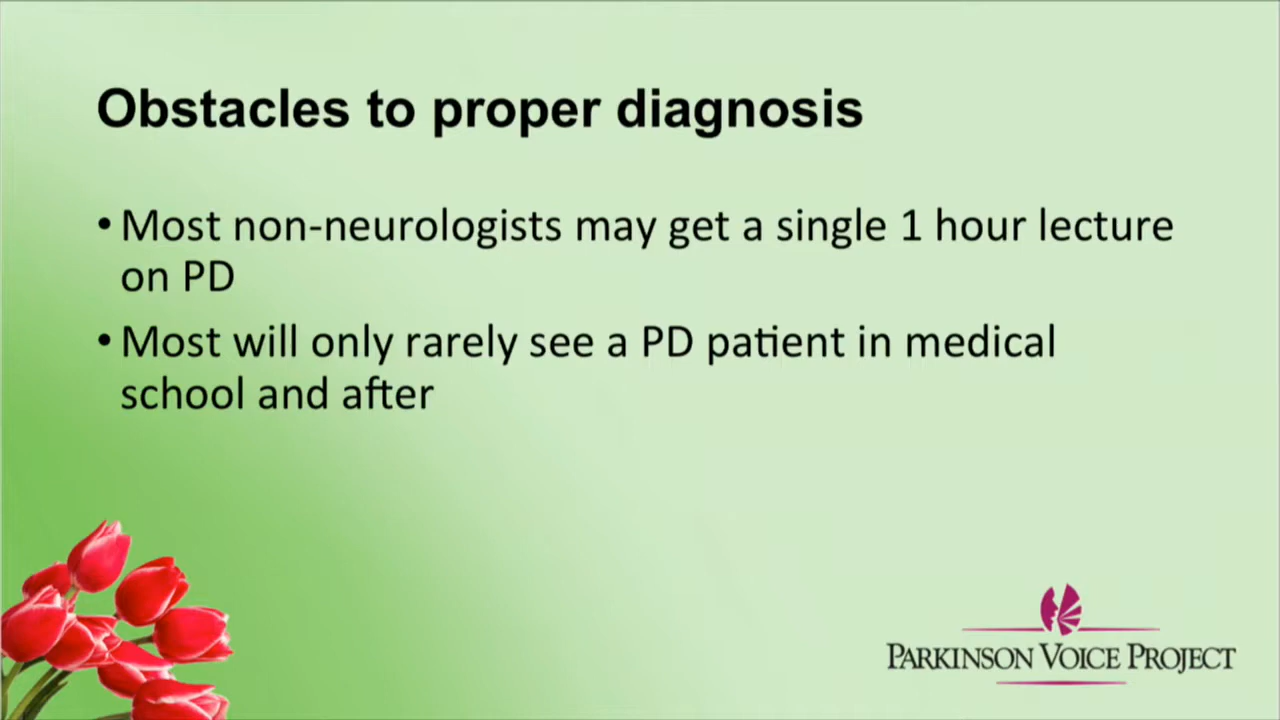 Obstacles to proper diagnosis
• Most non-neurologists may get a single 1 hour lecture
on PD
• Most will only rarely see a PD patient in medical
school and after
PARKINSON VOICE PROJECT